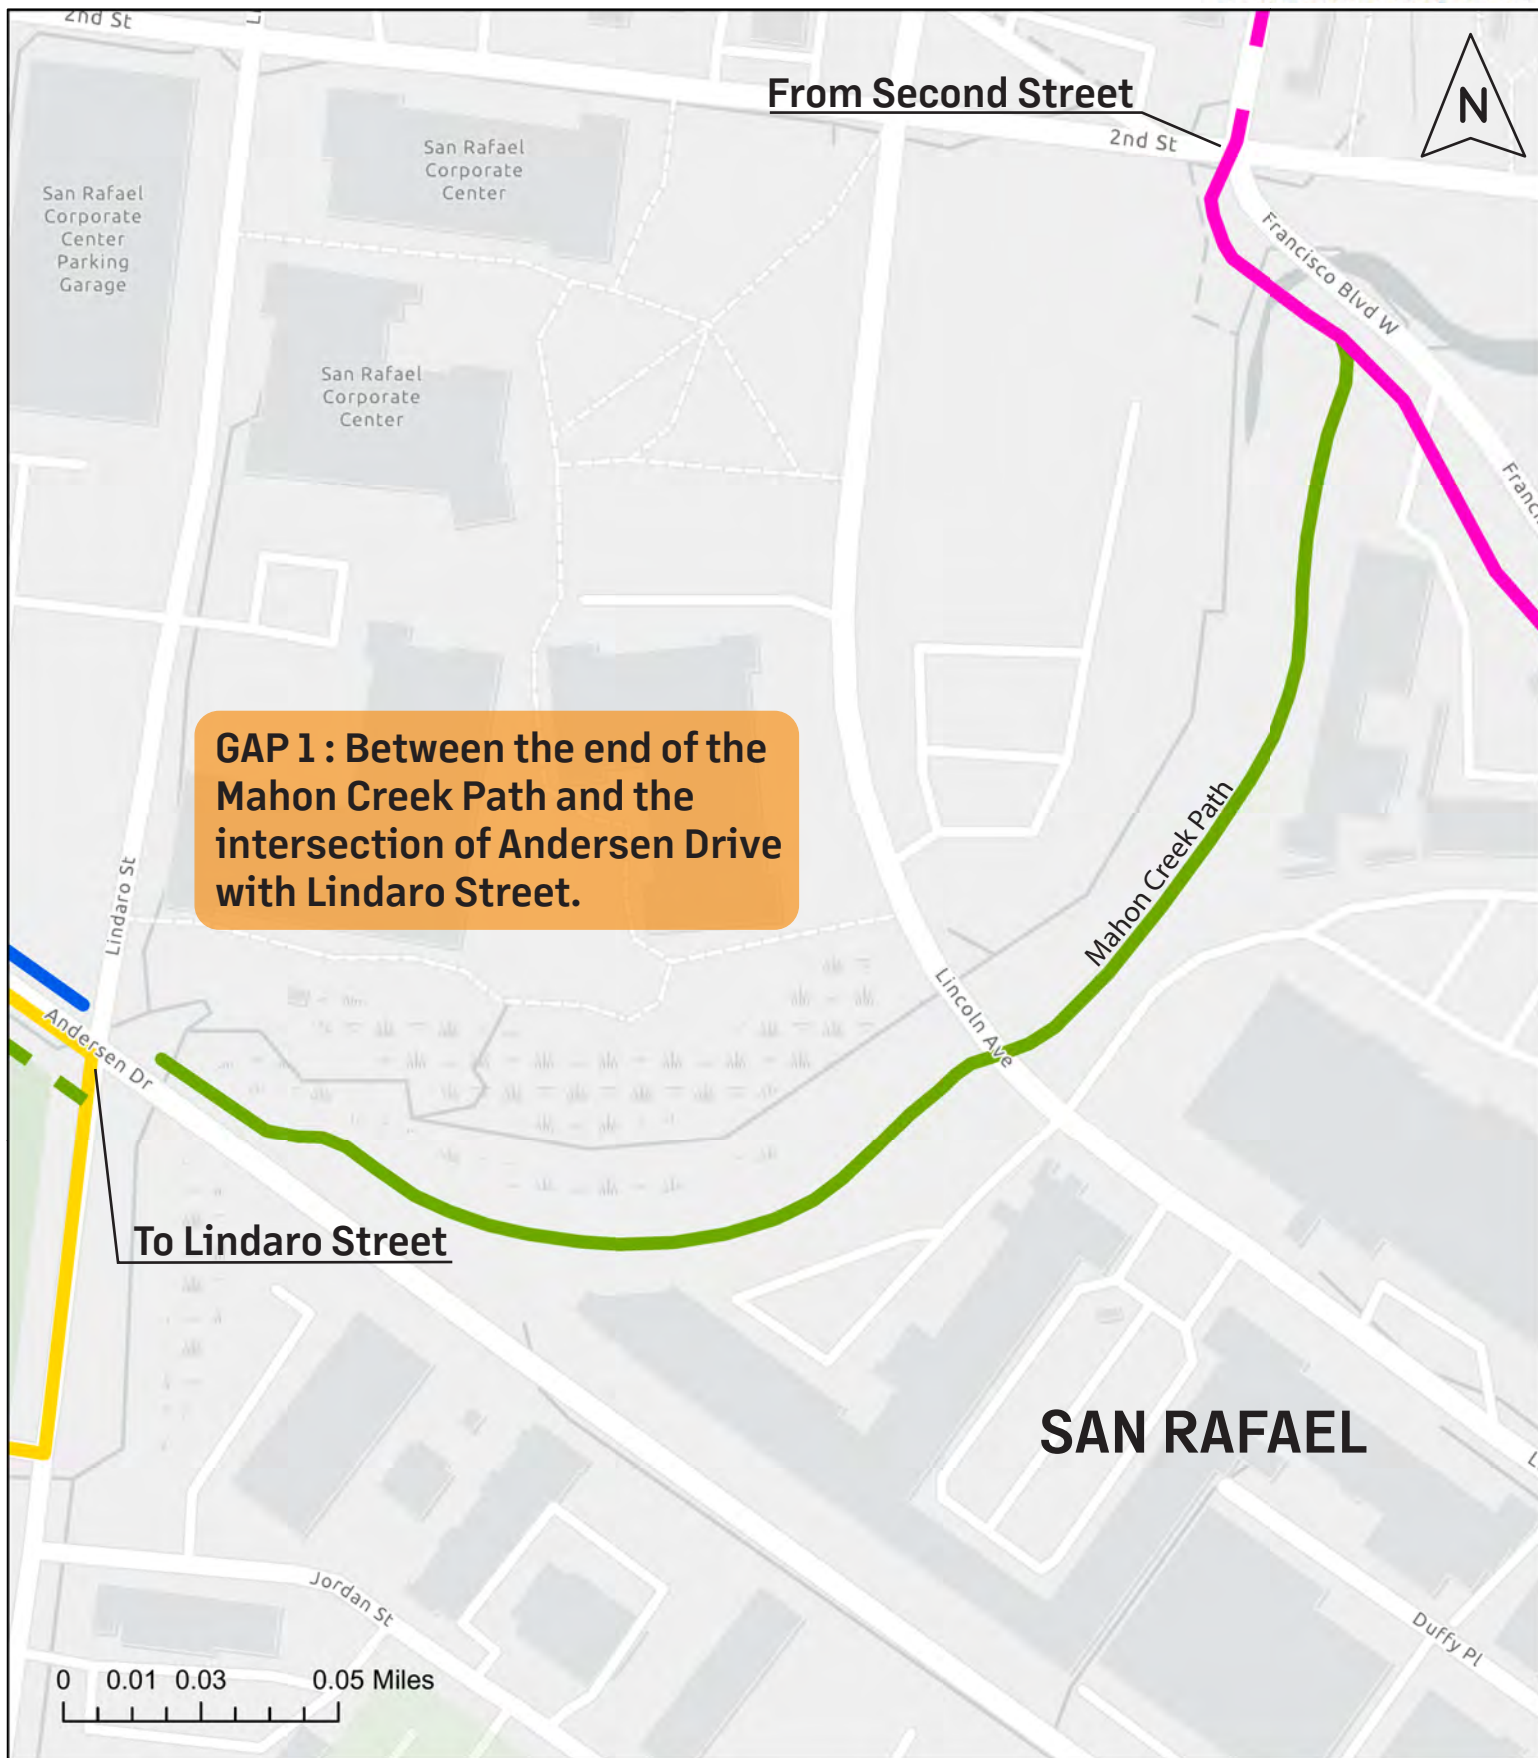 2nd St
From Second Street
N
2nd St
San Rafael
Corporate
Center
San Rafael
Corporate
Center
Parking
Garage
Francisco Blvd W
San Rafael
Corporate
Center
GAP 1 : Between the end of the
Mahon Creek Path and the
intersection of Andersen Drive
with Lindaro Street.
Mahon Creek Path
Lindaro St
Lincoln Ave
Andersen Dr
To Lindaro Street
SAN RAFAEL
Jordan St
Duffy Pl
0 0.01 0.03 0.05 Miles